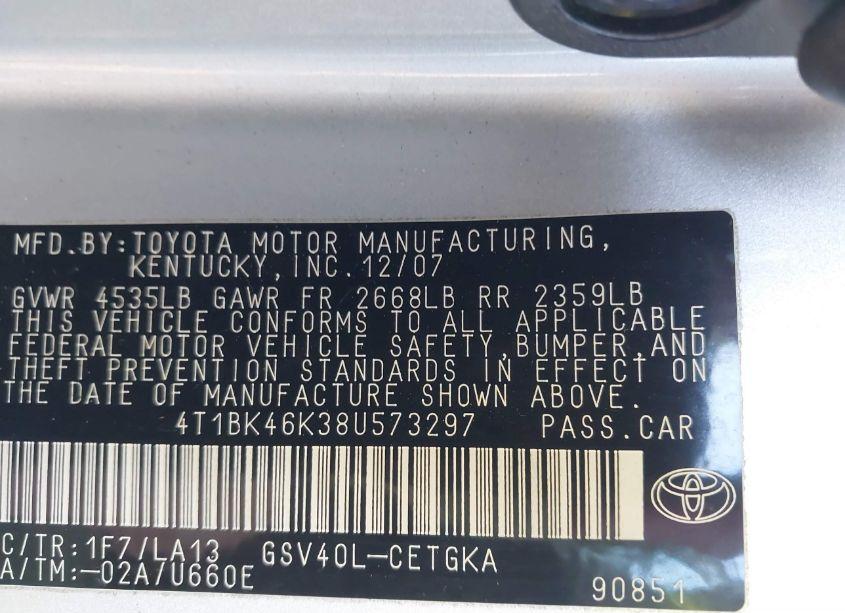 MFD.BY:TOYOTA MOTOR MANUFACTURING,
KENTUCKY,INC.12/07
GVWR 4535LB GAWR FR 2668LB RR 2359LB
THIS VEHICLE CONFORMS TO ALL APPLICABLE
FEDERAL MOTOR VEHICLE SAFETY,BUMPER,AND
THEFT PREVENTION STANDARDS IN EFFECT ON
THE DATE OF MANUFACTURE SHOWN ABOVE.
4T1BK46K38U573297 PASS.CAR
C/TR:1F7/LA13 GSV40L-CETGKA
A/TM:-02A/U660E 90851